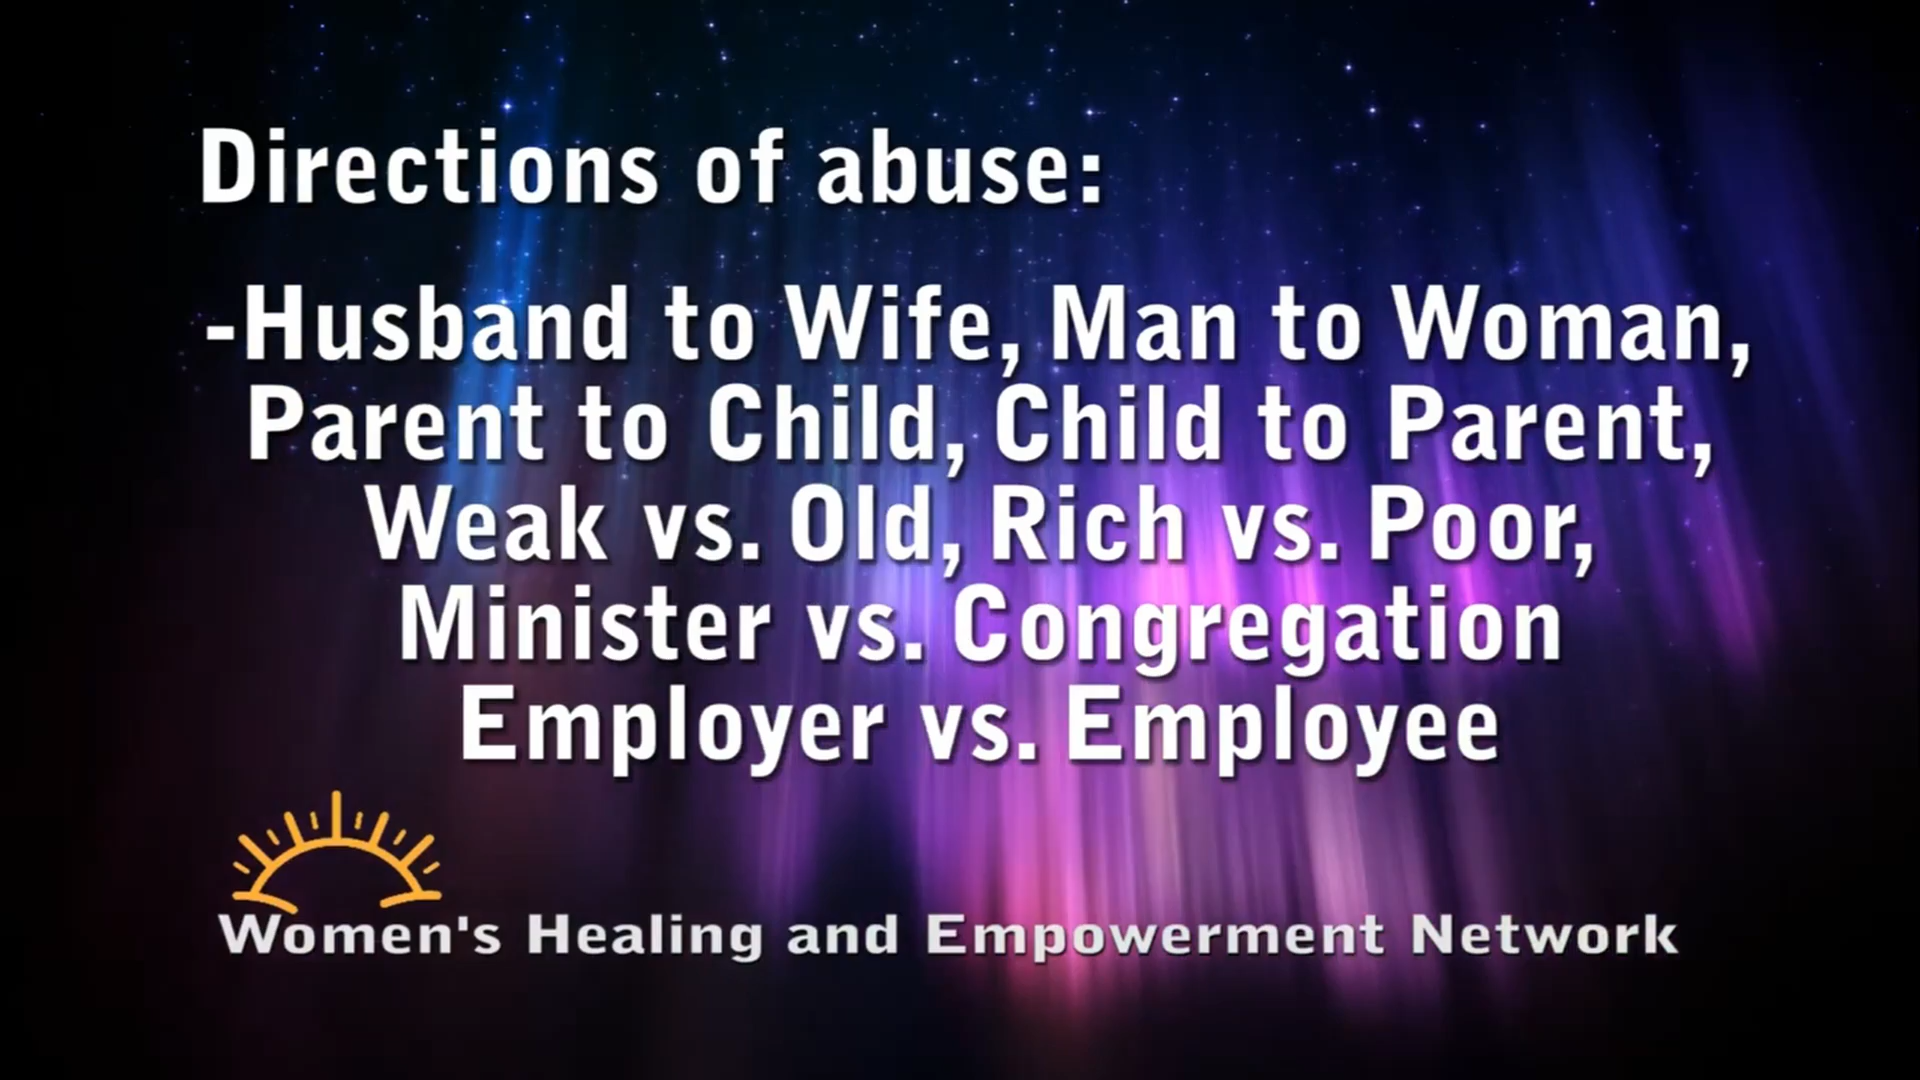 Directions of abuse:
-Husband to Wife, Man to Woman,
Parent to Child, Child to Parent,
Weak vs. Old, Rich vs. Poor,
Minister vs. Congregation
Employer vs. Employee
Women's Healing and Empowerment Network